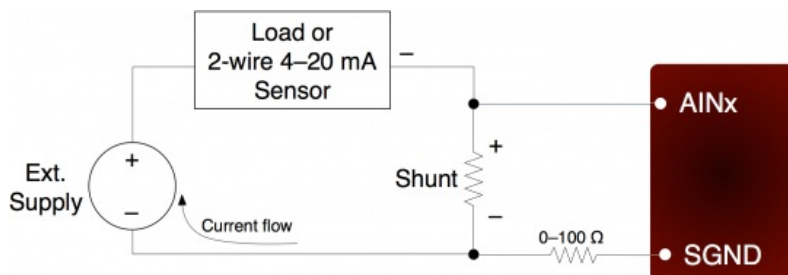 Load or
2-wire 4–20 mA
Sensor
–
AINx
+
Ext.
Supply
+
Shunt
–
–
Current flow
0–100 Ω
SGND